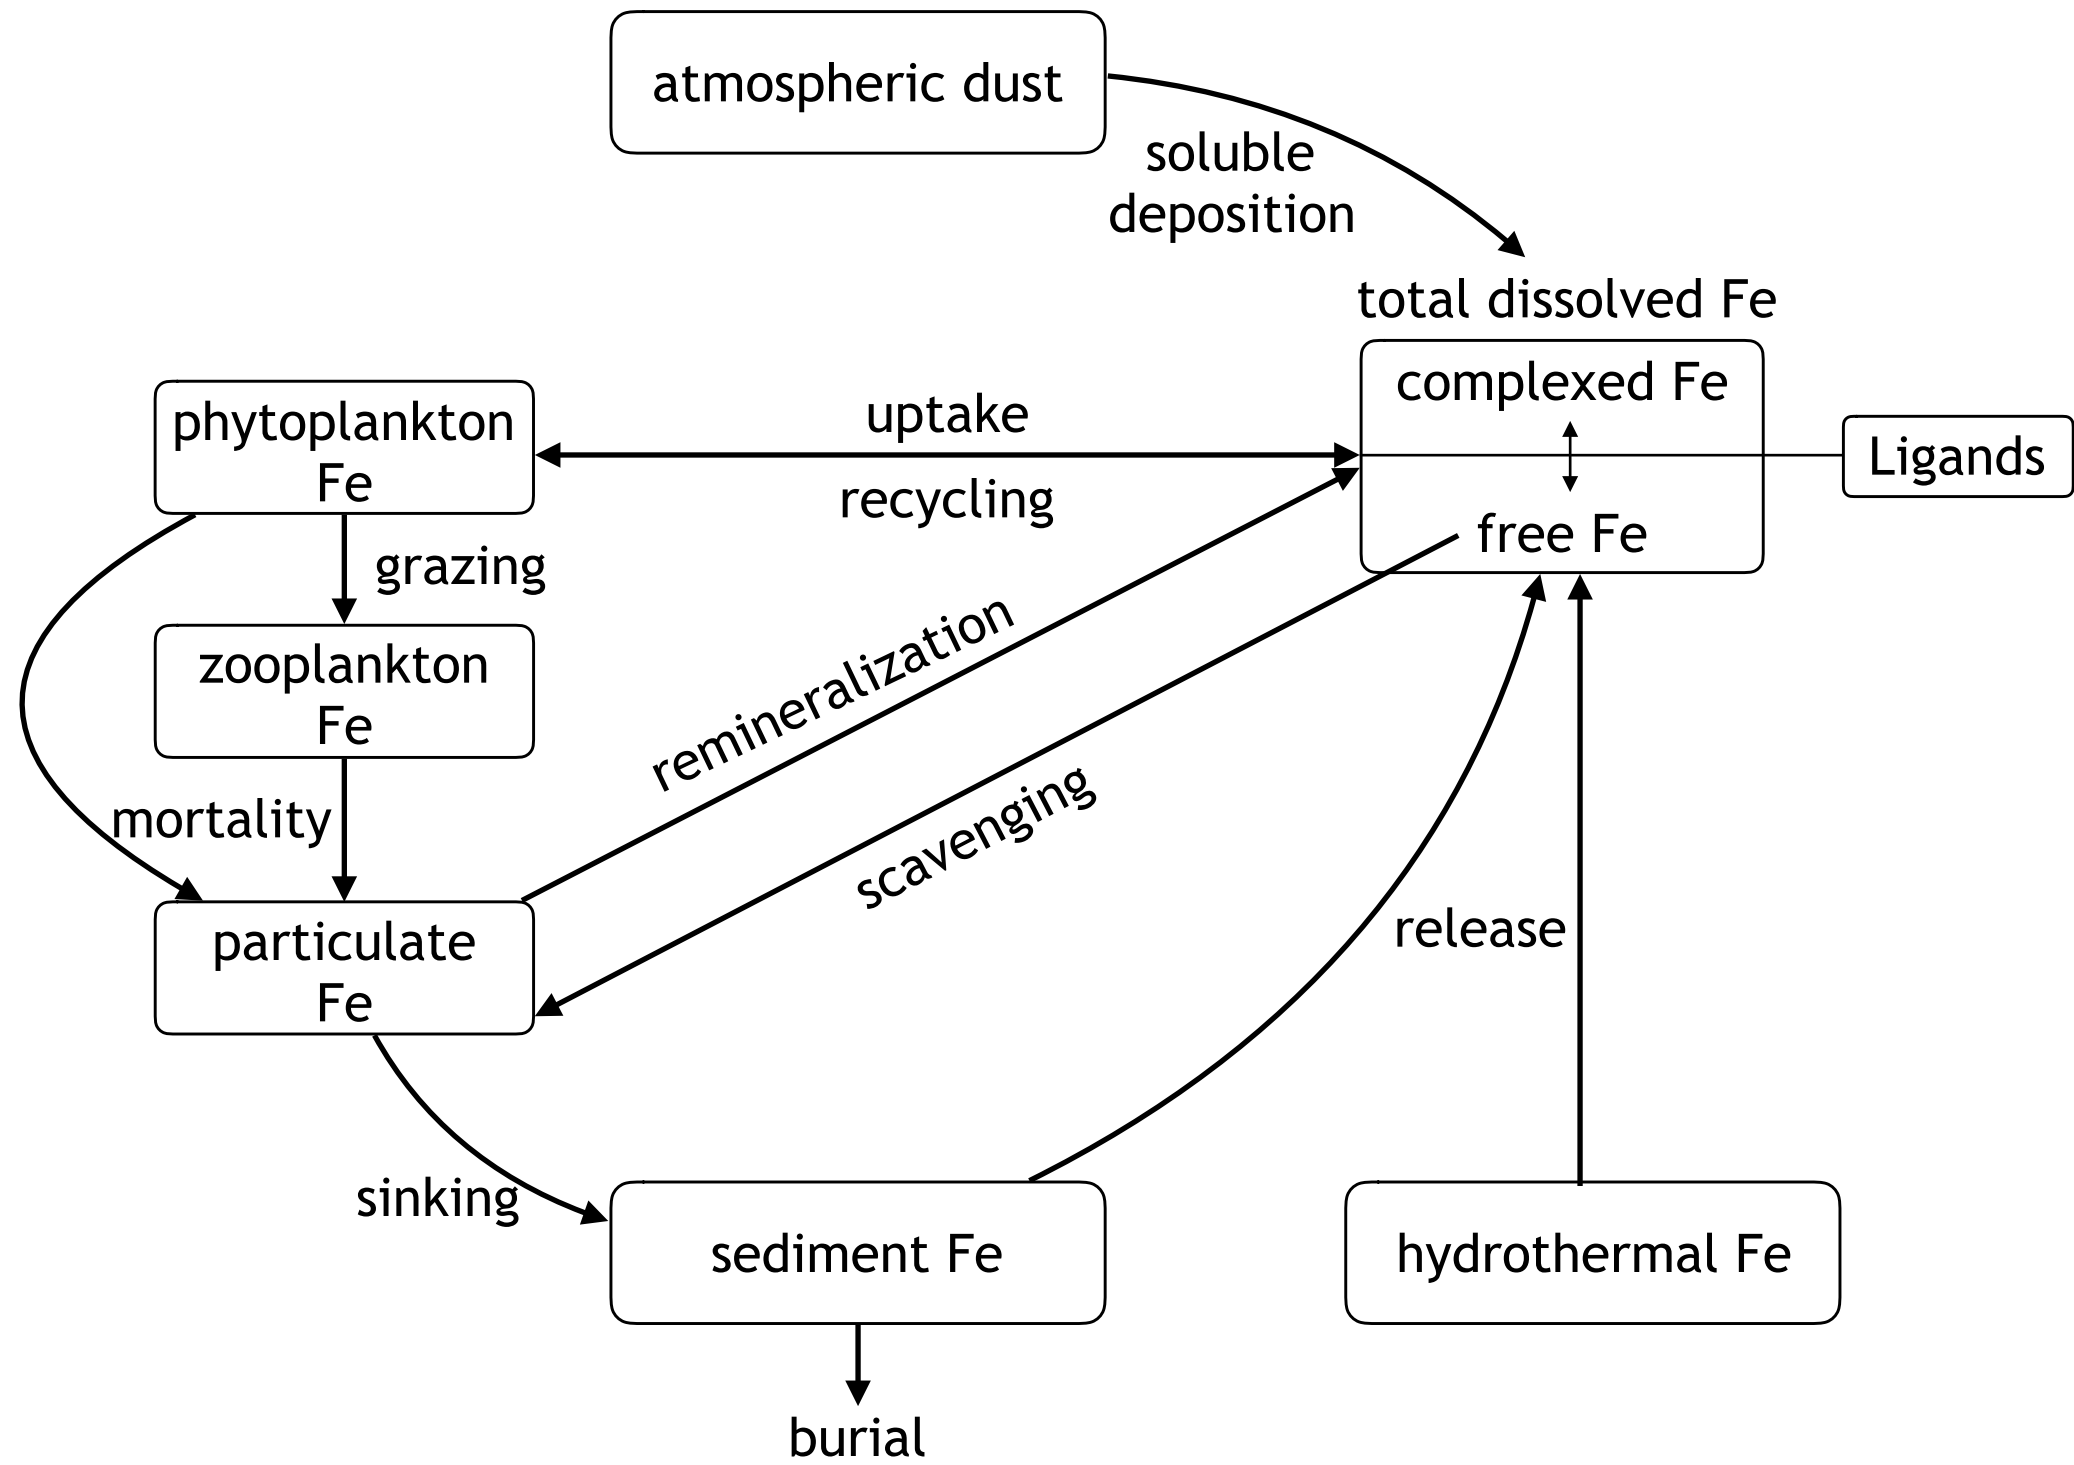 atmospheric dust
soluble
deposition
total dissolved Fe
complexed Fe
free Fe
Ligands
phytoplankton
Fe
uptake
recycling
grazing
zooplankton
Fe
remineralization
scavenging
mortality
particulate
Fe
release
sinking
sediment Fe
hydrothermal Fe
burial